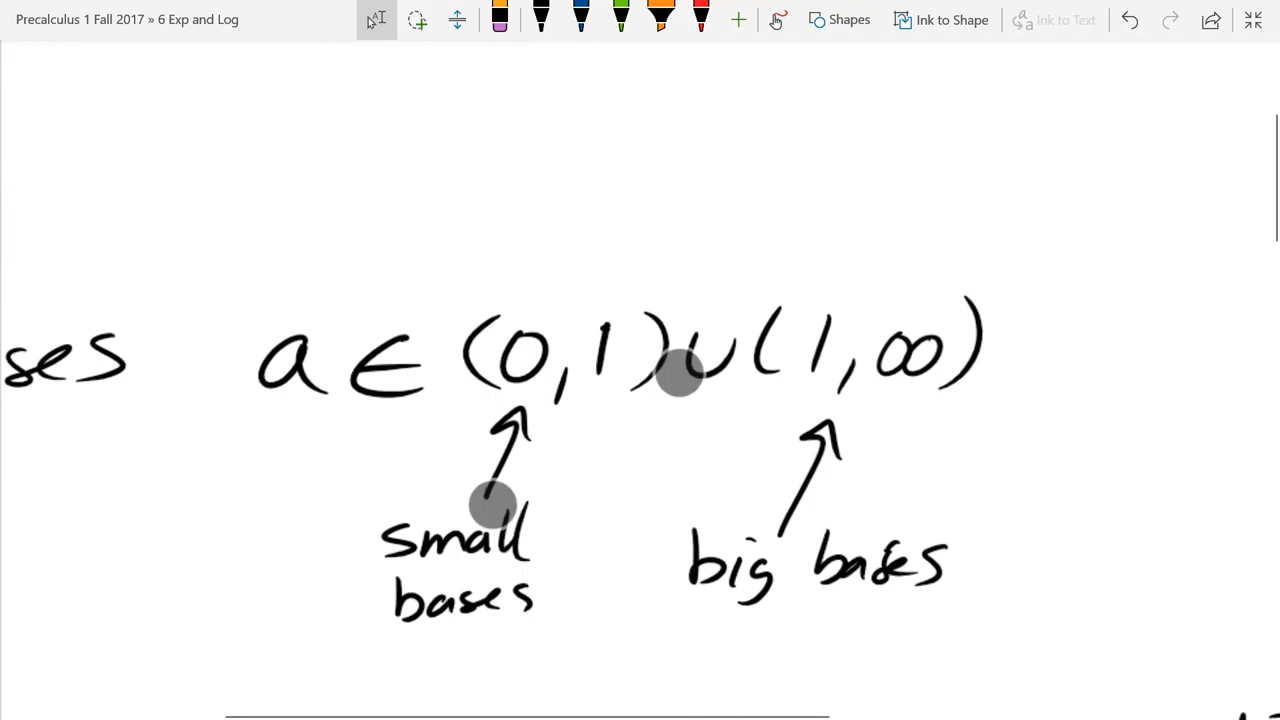 Precalculus 1 Fall 2017 » 6 Exp and Log
Shapes
Ink to Shape
Ink to Text
ses a ∈ (0,1)∪(1,∞)
small
bases
big bases